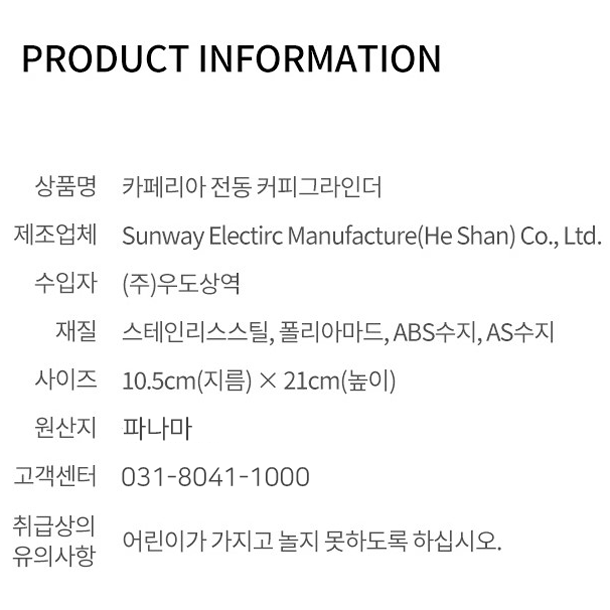 PRODUCT INFORMATION
상품명 카페리아 전동 커피그라인더
제조업체 Sunway Electirc Manufacture(He Shan) Co., Ltd.
수입자 (주)우도상역
재질 스테인리스스틸, 폴리아마드, ABS수지, AS수지
사이즈 10.5cm(지름) × 21cm(높이)
원산지 파나마
고객센터 031-8041-1000
취급상의
유의사항 어린이가 가지고 놀지 못하도록 하십시오.